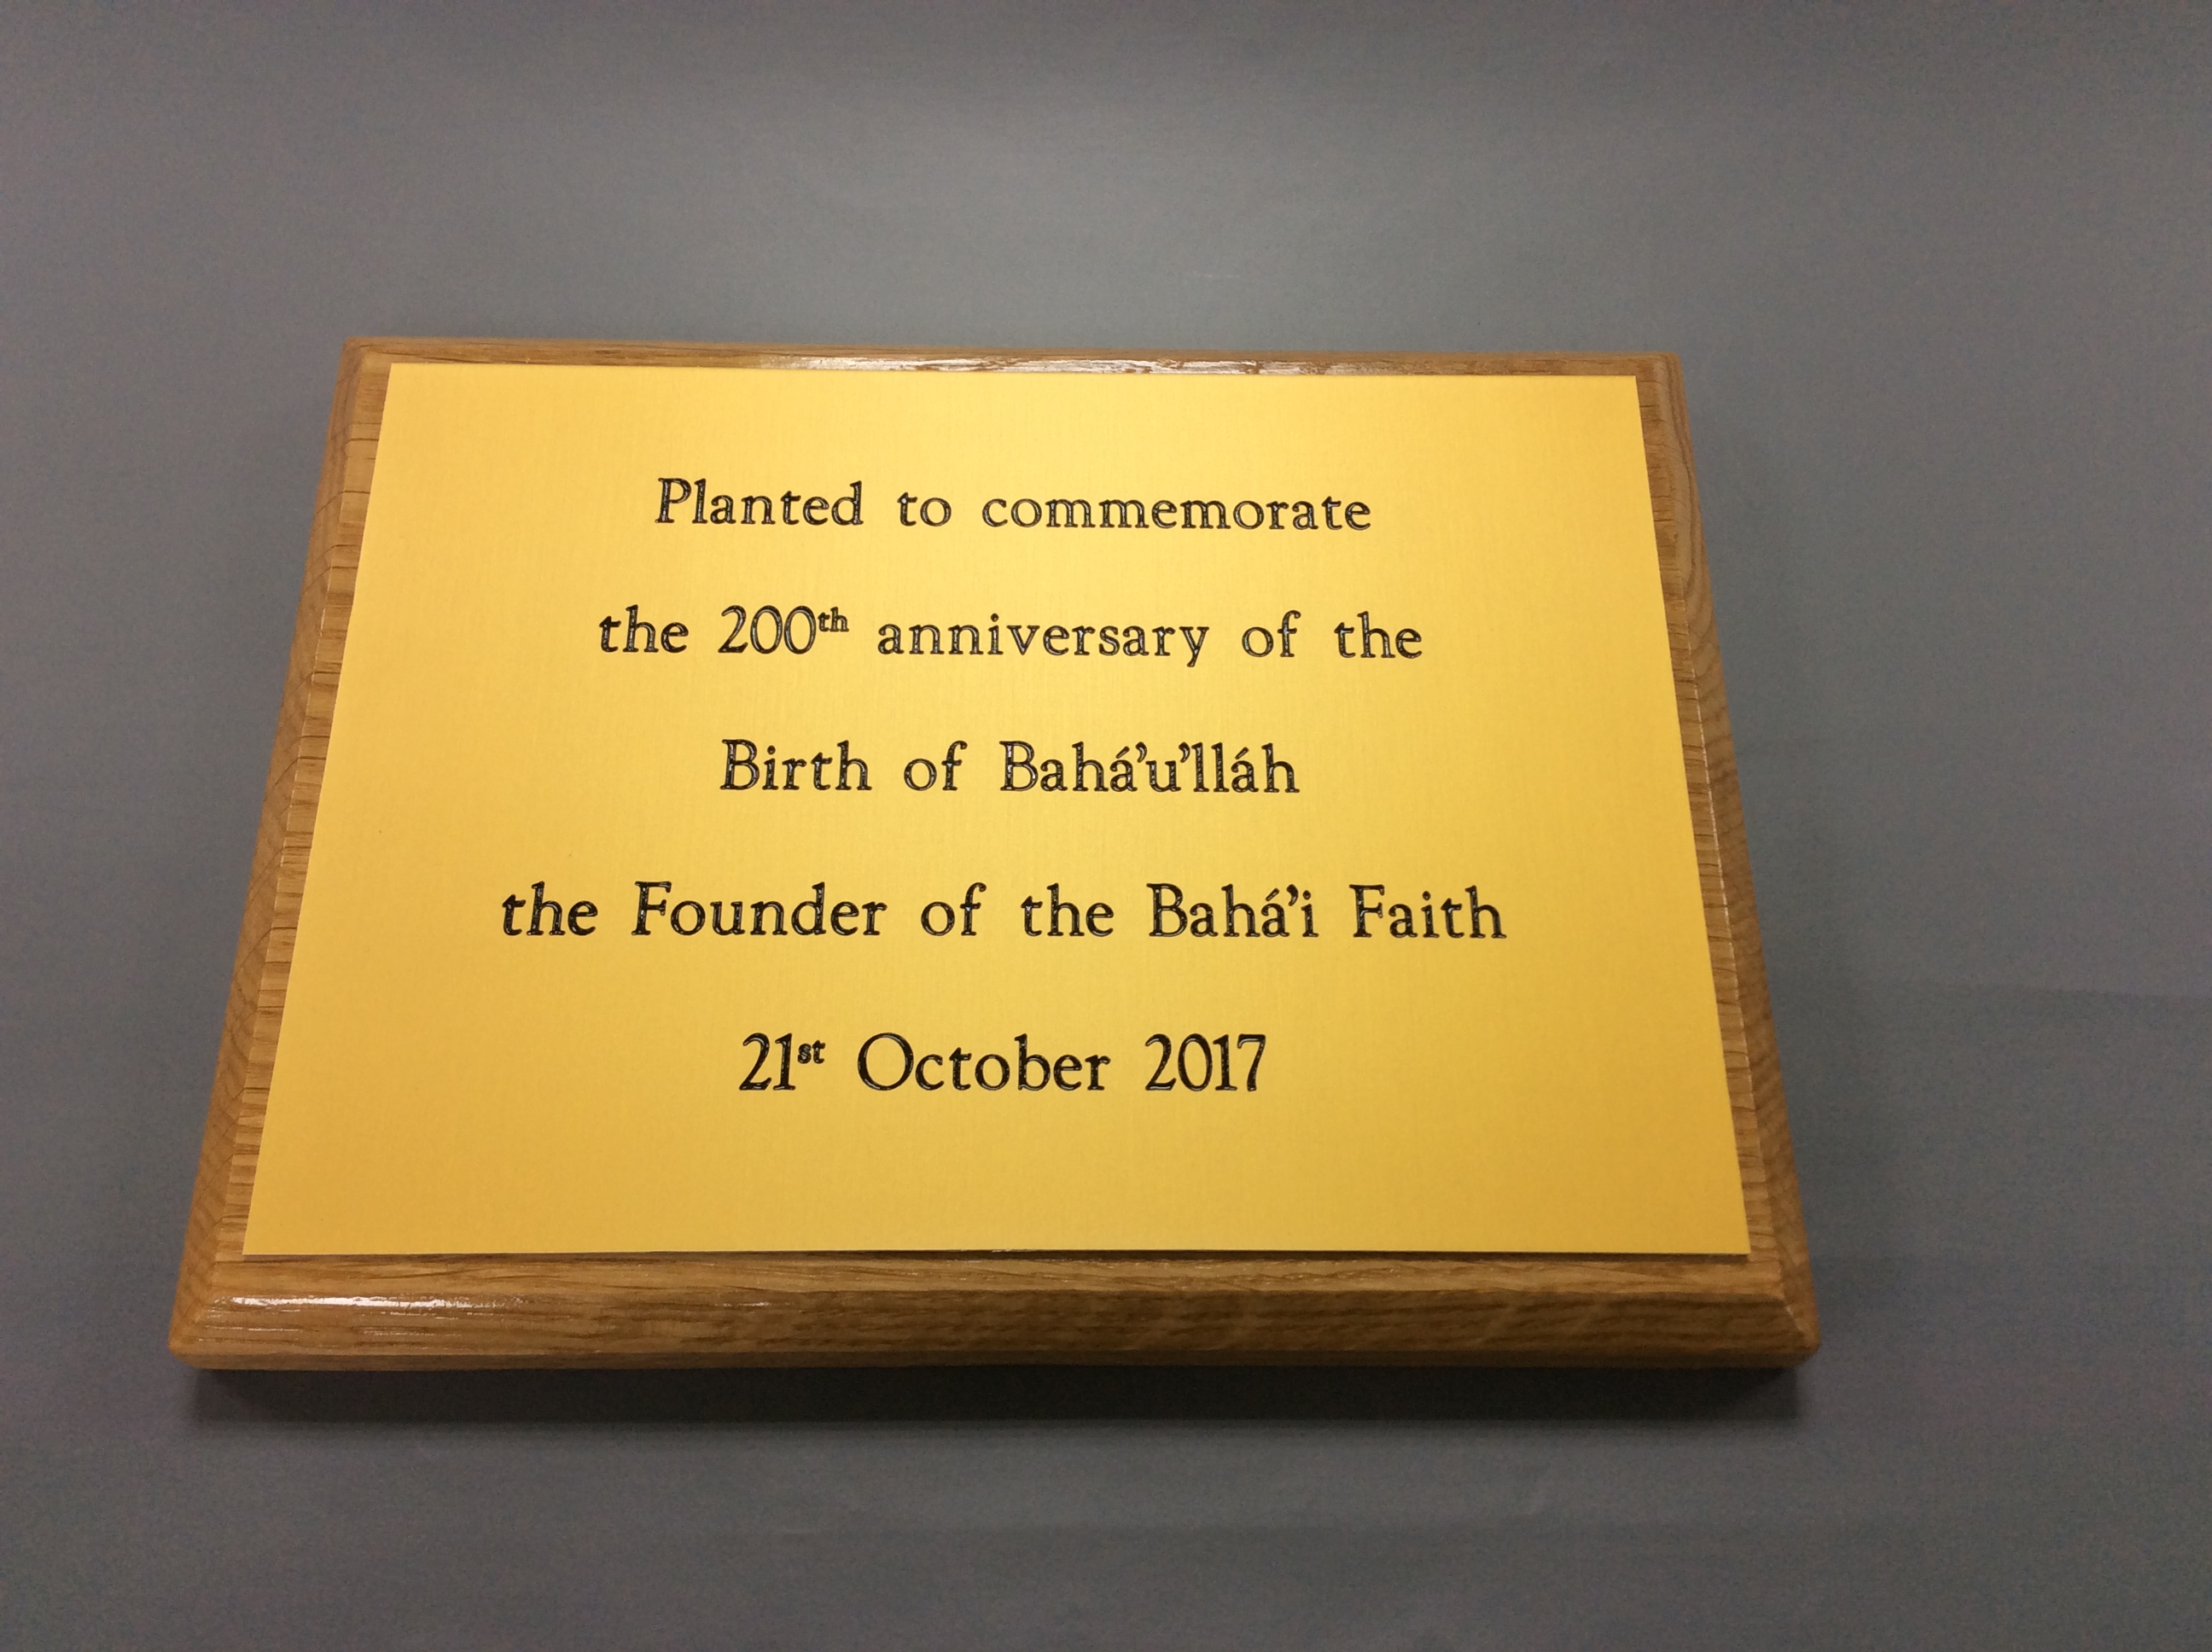 Planted to commemorate
the 200th anniversary of the
Birth of Bahá’u’lláh
the Founder of the Bahá’i Faith
21st October 2017